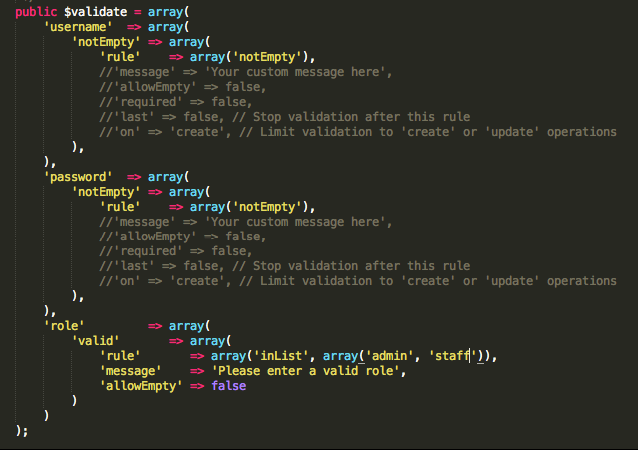 public $validate = array(
'username' => array(
'notEmpty' => array(
'rule' => array('notEmpty'),
//'message' => 'Your custom message here',
//'allowEmpty' => false,
//'required' => false,
//'last' => false, // Stop validation after this rule
//'on' => 'create', // Limit validation to 'create' or 'update' operations
),
),
'password' => array(
'notEmpty' => array(
'rule' => array('notEmpty'),
//'message' => 'Your custom message here',
//'allowEmpty' => false,
//'required' => false,
//'last' => false, // Stop validation after this rule
//'on' => 'create', // Limit validation to 'create' or 'update' operations
),
),
'role' => array(
'valid' => array(
'rule' => array('inList', array('admin', 'staff')),
'message' => 'Please enter a valid role',
'allowEmpty' => false
)
)
);